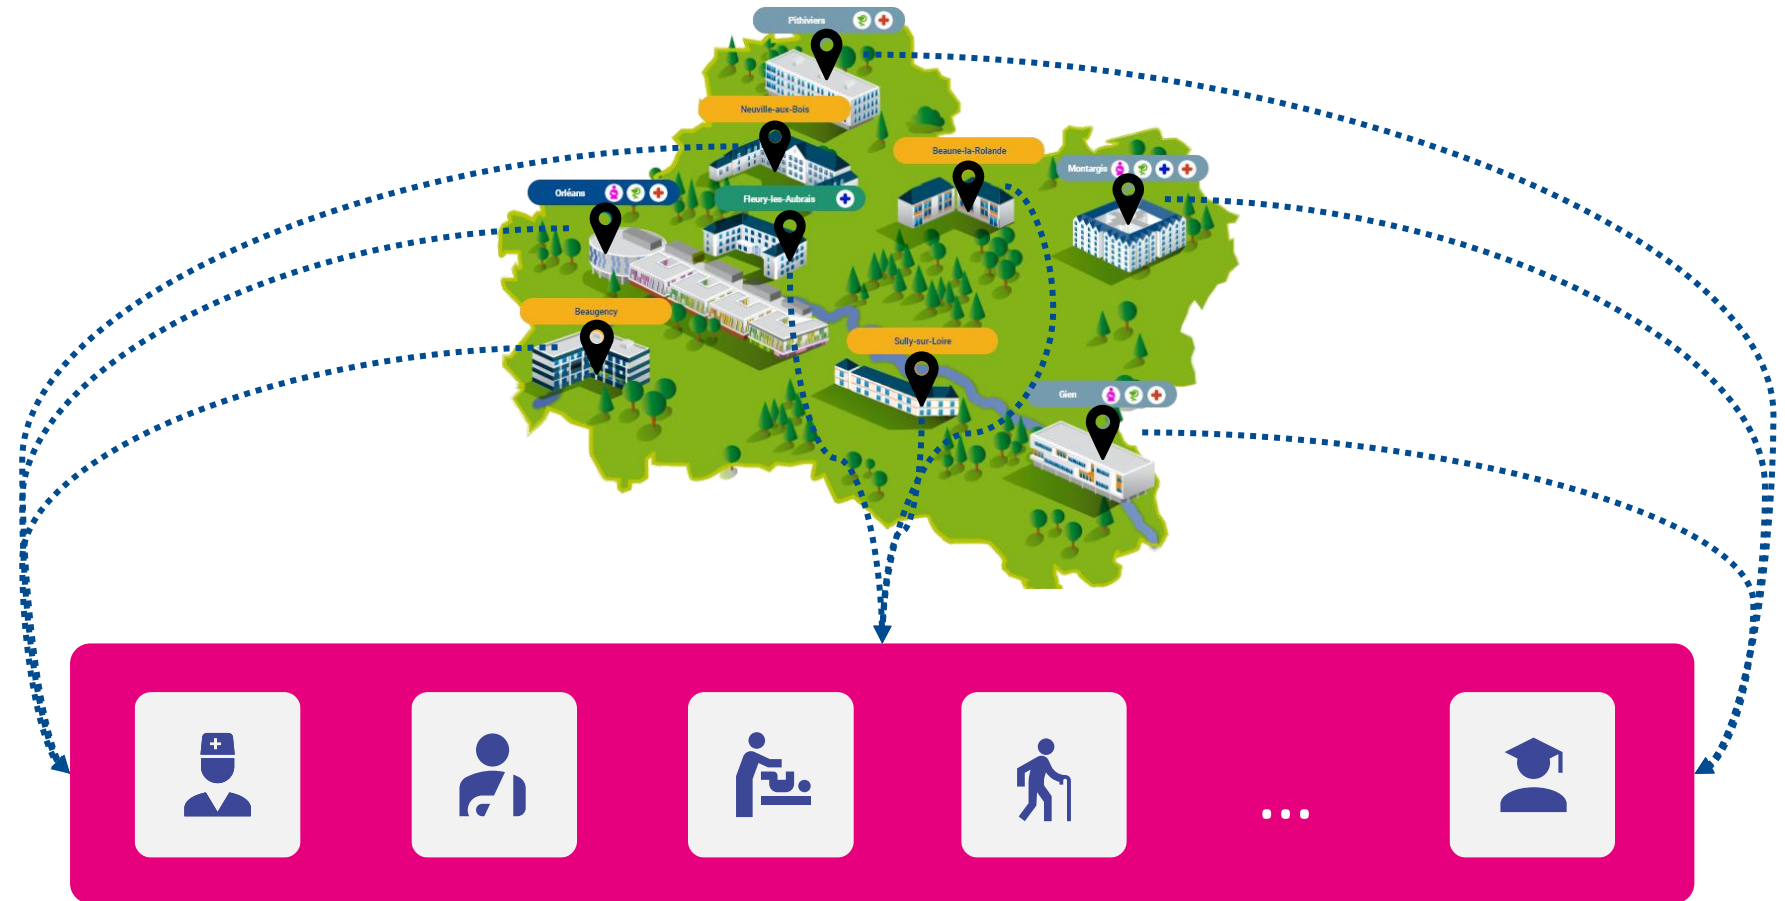 Pithiviers
Neuville-aux-Bois
Beaune-la-Rolande
Montargis
Orléans
Fleury-les-Aubrais
Beaugency
Sully-sur-Loire
Gien
...